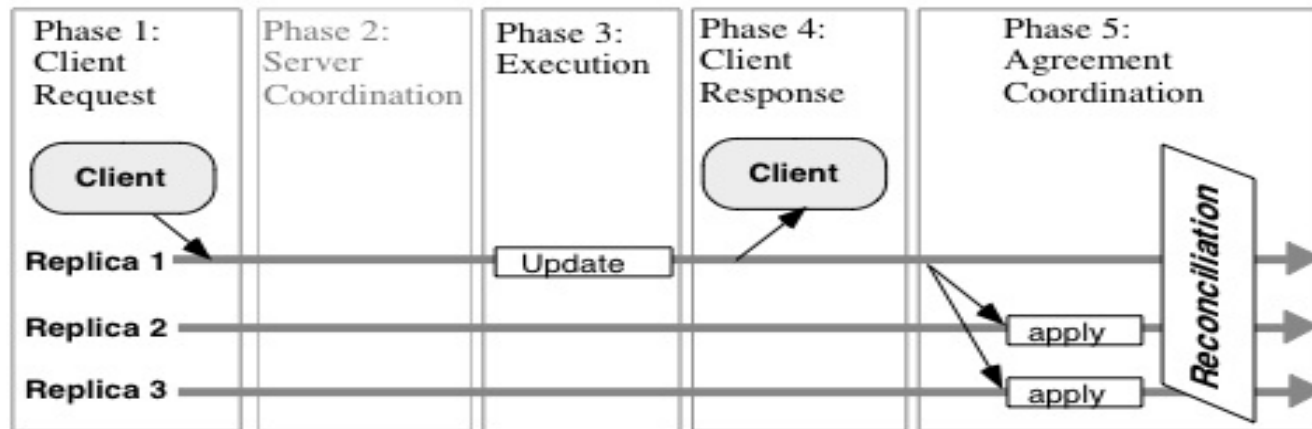 Phase 1:
Client
Request
Phase 2:
Server
Coordination
Phase 3:
Execution
Phase 4:
Client
Response
Phase 5:
Agreement
Coordination
Client
Client
Replica 1
Update
Replica 2
apply
Replica 3
apply
Reconciliation